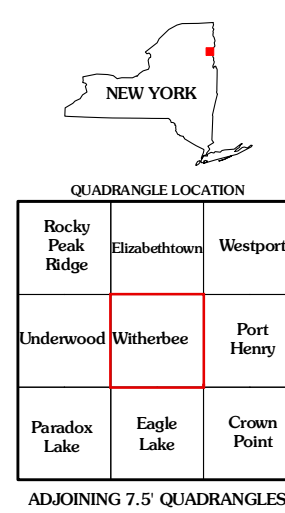 NEW YORK
QUADRANGLE LOCATION
Rocky
Peak
Ridge
Elizabethtown
Westport
Underwood
Witherbee
Port
Henry
Paradox
Lake
Eagle
Lake
Crown
Point
ADJOINING 7.5' QUADRANGLES